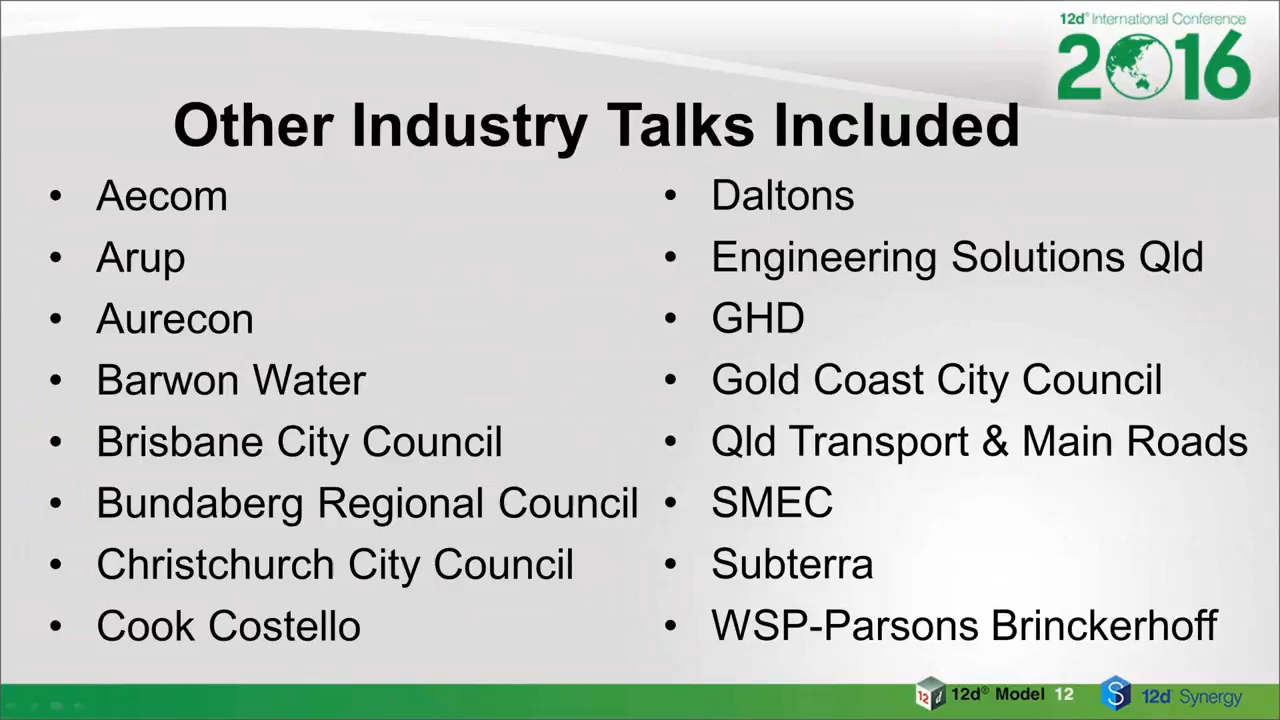 12d® International Conference
2016
Other Industry Talks Included
• Aecom
• Arup
• Aurecon
• Barwon Water
• Brisbane City Council
• Bundaberg Regional Council
• Christchurch City Council
• Cook Costello
• Daltons
• Engineering Solutions Qld
• GHD
• Gold Coast City Council
• Qld Transport & Main Roads
• SMEC
• Subterra
• WSP-Parsons Brinckerhoff
12d® Model 12
12d Synergy